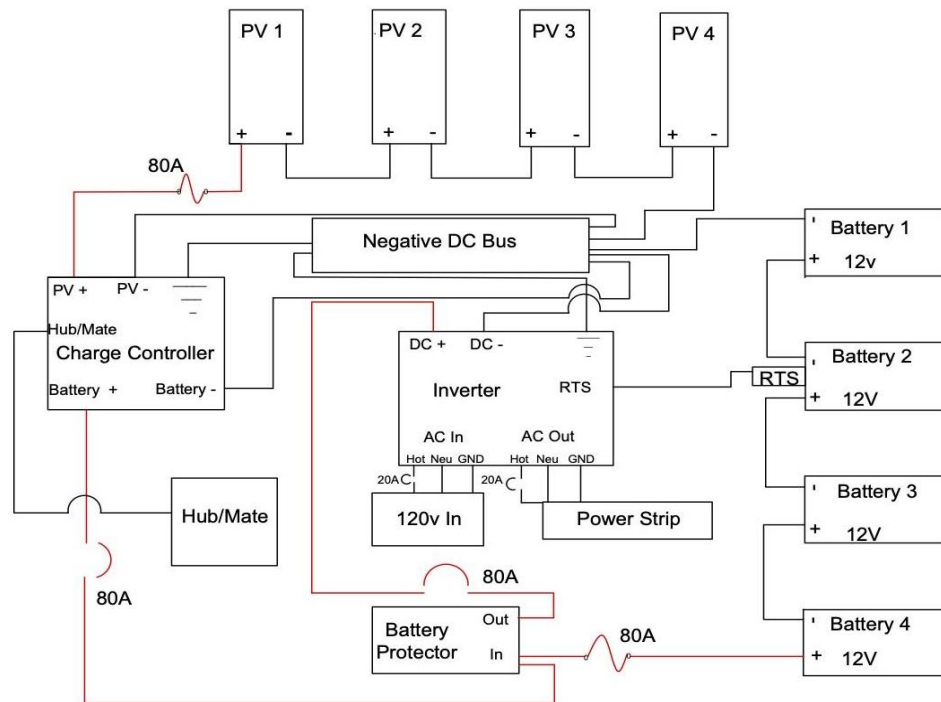 PV 1
PV 2
PV 3
PV 4
+ -
+ -
+ -
+ -
80A
Negative DC Bus
- Battery 1
+ 12v
PV +
PV -
Hub/Mate
Charge Controller
Battery +
Battery -
DC +
DC -
Inverter
RTS
AC In
AC Out
Hot Neu GND
Hot Neu GND
20A
20A
120v In
Power Strip
RTS
- Battery 2
+ 12V
- Battery 3
+ 12V
Hub/Mate
80A
80A
Out
Battery
Protector
In
80A
- Battery 4
+ 12V